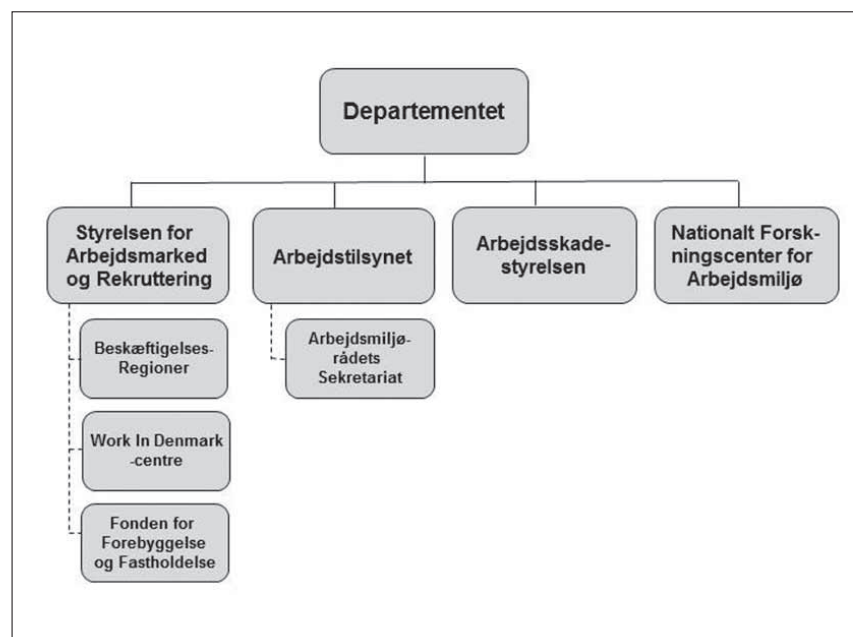 Departementet
Styrelsen for
Arbejdsmarked
og Rekruttering
Arbejdstilsynet
Arbejdsskade-
styrelsen
Nationalt Forsk-
ningscenter for
Arbejdsmiljø
Beskæftigelses-
Regioner
Work In Denmark
-centre
Fonden for
Forebyggelse
og Fastholdelse
Arbejdsmiljø-
rådets
Sekretariat